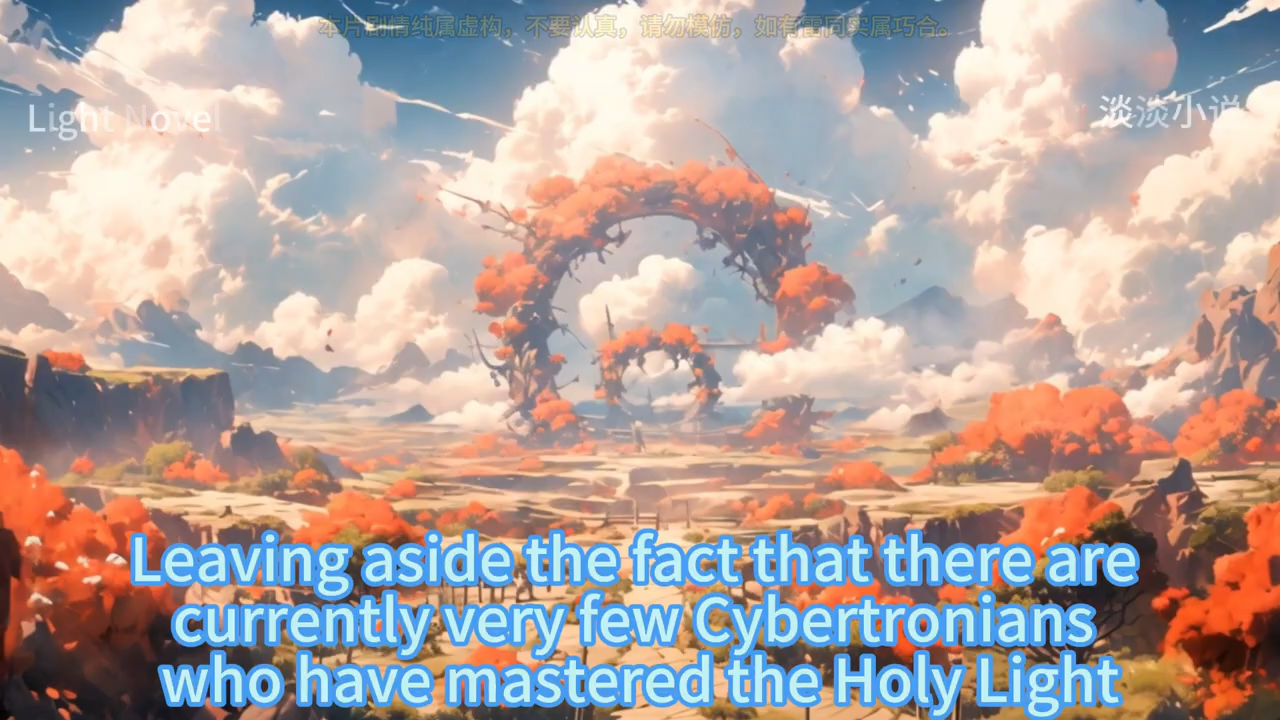 本片剧情纯属虚构，不要认真，请勿模仿，如有雷同实属巧合。
Light Novel
淡淡小说
Leaving aside the fact that there are
currently very few Cybertronians
who have mastered the Holy Light